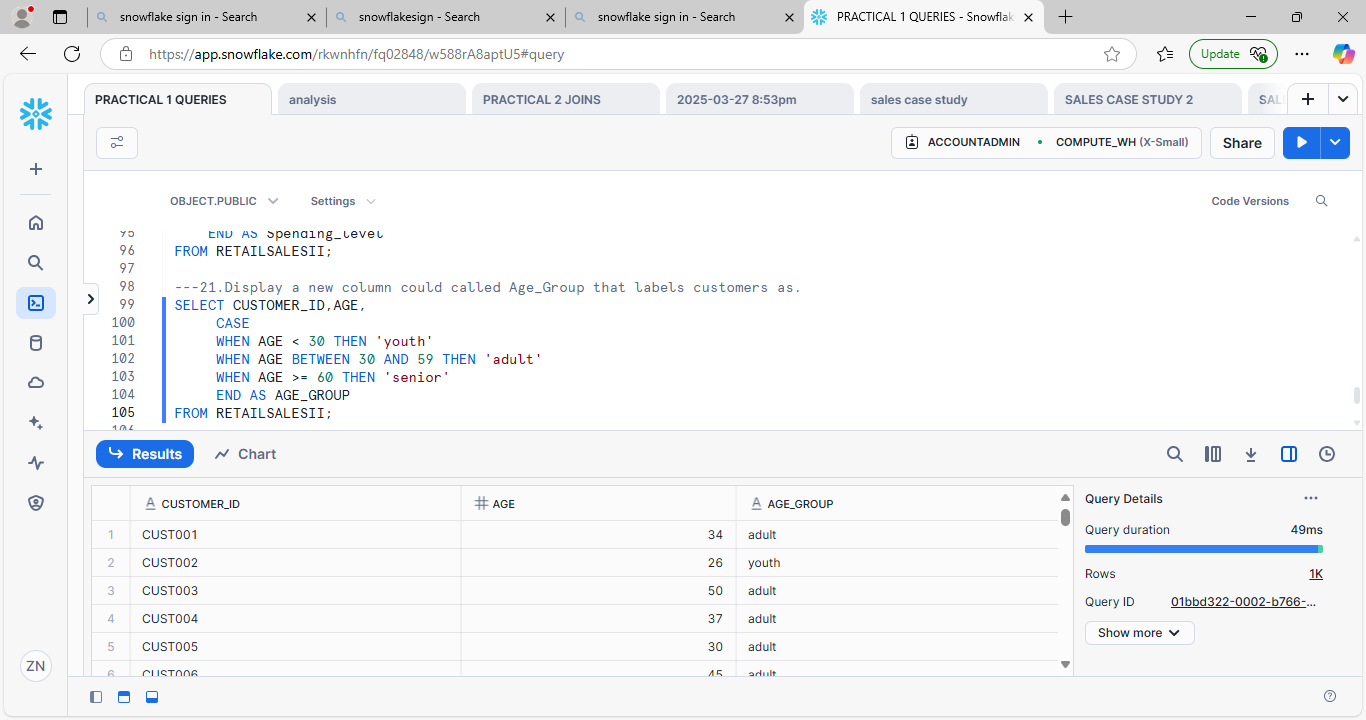 snowflake sign in - Search
snowflakesign - Search
snowflake sign in - Search
PRACTICAL 1 QUERIES - Snowflak
https://app.snowflake.com/rkwnhfn/fq02848/w588rA8aptU5#query
Update
PRACTICAL 1 QUERIES
analysis
PRACTICAL 2 JOINS
2025-03-27 8:53pm
sales case study
SALES CASE STUDY 2
SAL
ACCOUNTADMIN
COMPUTE_WH (X-Small)
Share
OBJECT.PUBLIC
Settings
Code Versions
95 END AS Spending_level
96 FROM RETAILSALESII;
97
98 ---21.Display a new column could called Age_Group that labels customers as.
99 SELECT CUSTOMER_ID,AGE,
100 CASE
101 WHEN AGE < 30 THEN 'youth'
102 WHEN AGE BETWEEN 30 AND 59 THEN 'adult'
103 WHEN AGE >= 60 THEN 'senior'
104 END AS AGE_GROUP
105 FROM RETAILSALESII;
106
Results
Chart
CUSTOMER_ID AGE AGE_GROUP
1 CUST001 34 adult
2 CUST002 26 youth
3 CUST003 50 adult
4 CUST004 37 adult
5 CUST005 30 adult
6 CUST006 45 adult
Query Details
Query duration 49ms
Rows 1K
Query ID 01bbd322-0002-b766-...
Show more
ZN